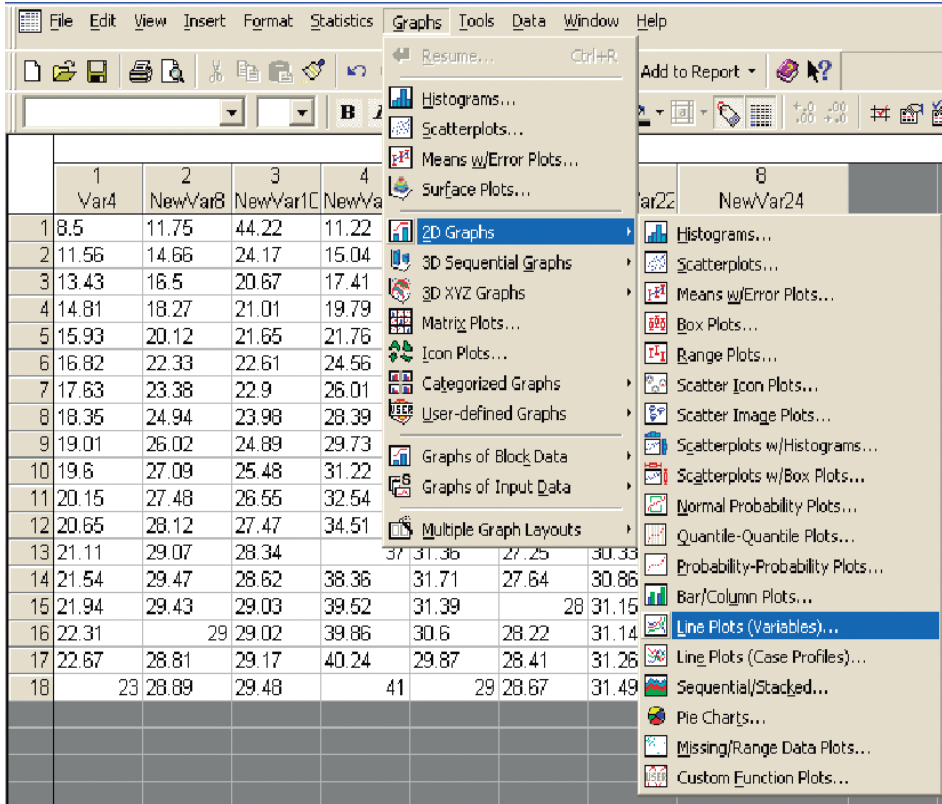 File Edit View Insert Format Statistics Graphs Tools Data Window Help
Resume... Ctrl+R
Add to Report
Histograms...
B
Scatterplots...
Means w/Error Plots...
Surface Plots...
2D Graphs
3D Sequential Graphs
3D XYZ Graphs
Matrix Plots...
Icon Plots...
Categorized Graphs
User-defined Graphs
Graphs of Block Data
Graphs of Input Data
Multiple Graph Layouts
1 2 3 4 8
Var4 NewVar8 NewVar10 NewVa ar22 NewVar24
1 8.5 11.75 44.22 11.22
2 11.56 14.66 24.17 15.04
3 13.43 16.5 20.67 17.41
4 14.81 18.27 21.01 19.79
5 15.93 20.12 21.65 21.76
6 16.82 22.33 22.61 24.56
7 17.63 23.38 22.9 26.01
8 18.35 24.94 23.98 28.39
9 19.01 26.02 24.89 29.73
10 19.6 27.09 25.48 31.22
11 20.15 27.48 26.55 32.54
12 20.65 28.12 27.47 34.51
13 21.11 29.07 28.34 37 31.36 27.25 30.33
14 21.54 29.47 28.62 38.36 31.71 27.64 30.86
15 21.94 29.43 29.03 39.52 31.39 28 31.15
16 22.31 29 29.02 39.86 30.6 28.22 31.14
17 22.67 28.81 29.17 40.24 29.87 28.41 31.26
18 23 28.89 29.48 41 29 28.67 31.49
Histograms...
Scatterplots...
Means w/Error Plots...
Box Plots...
Range Plots...
Scatter Icon Plots...
Scatter Image Plots...
Scatterplots w/Histograms...
Scatterplots w/Box Plots...
Normal Probability Plots...
Quantile-Quantile Plots...
Probability-Probability Plots...
Bar/Column Plots...
Line Plots (Variables)...
Line Plots (Case Profiles)...
Sequential/Stacked...
Pie Charts...
Missing/Range Data Plots...
Custom Function Plots...